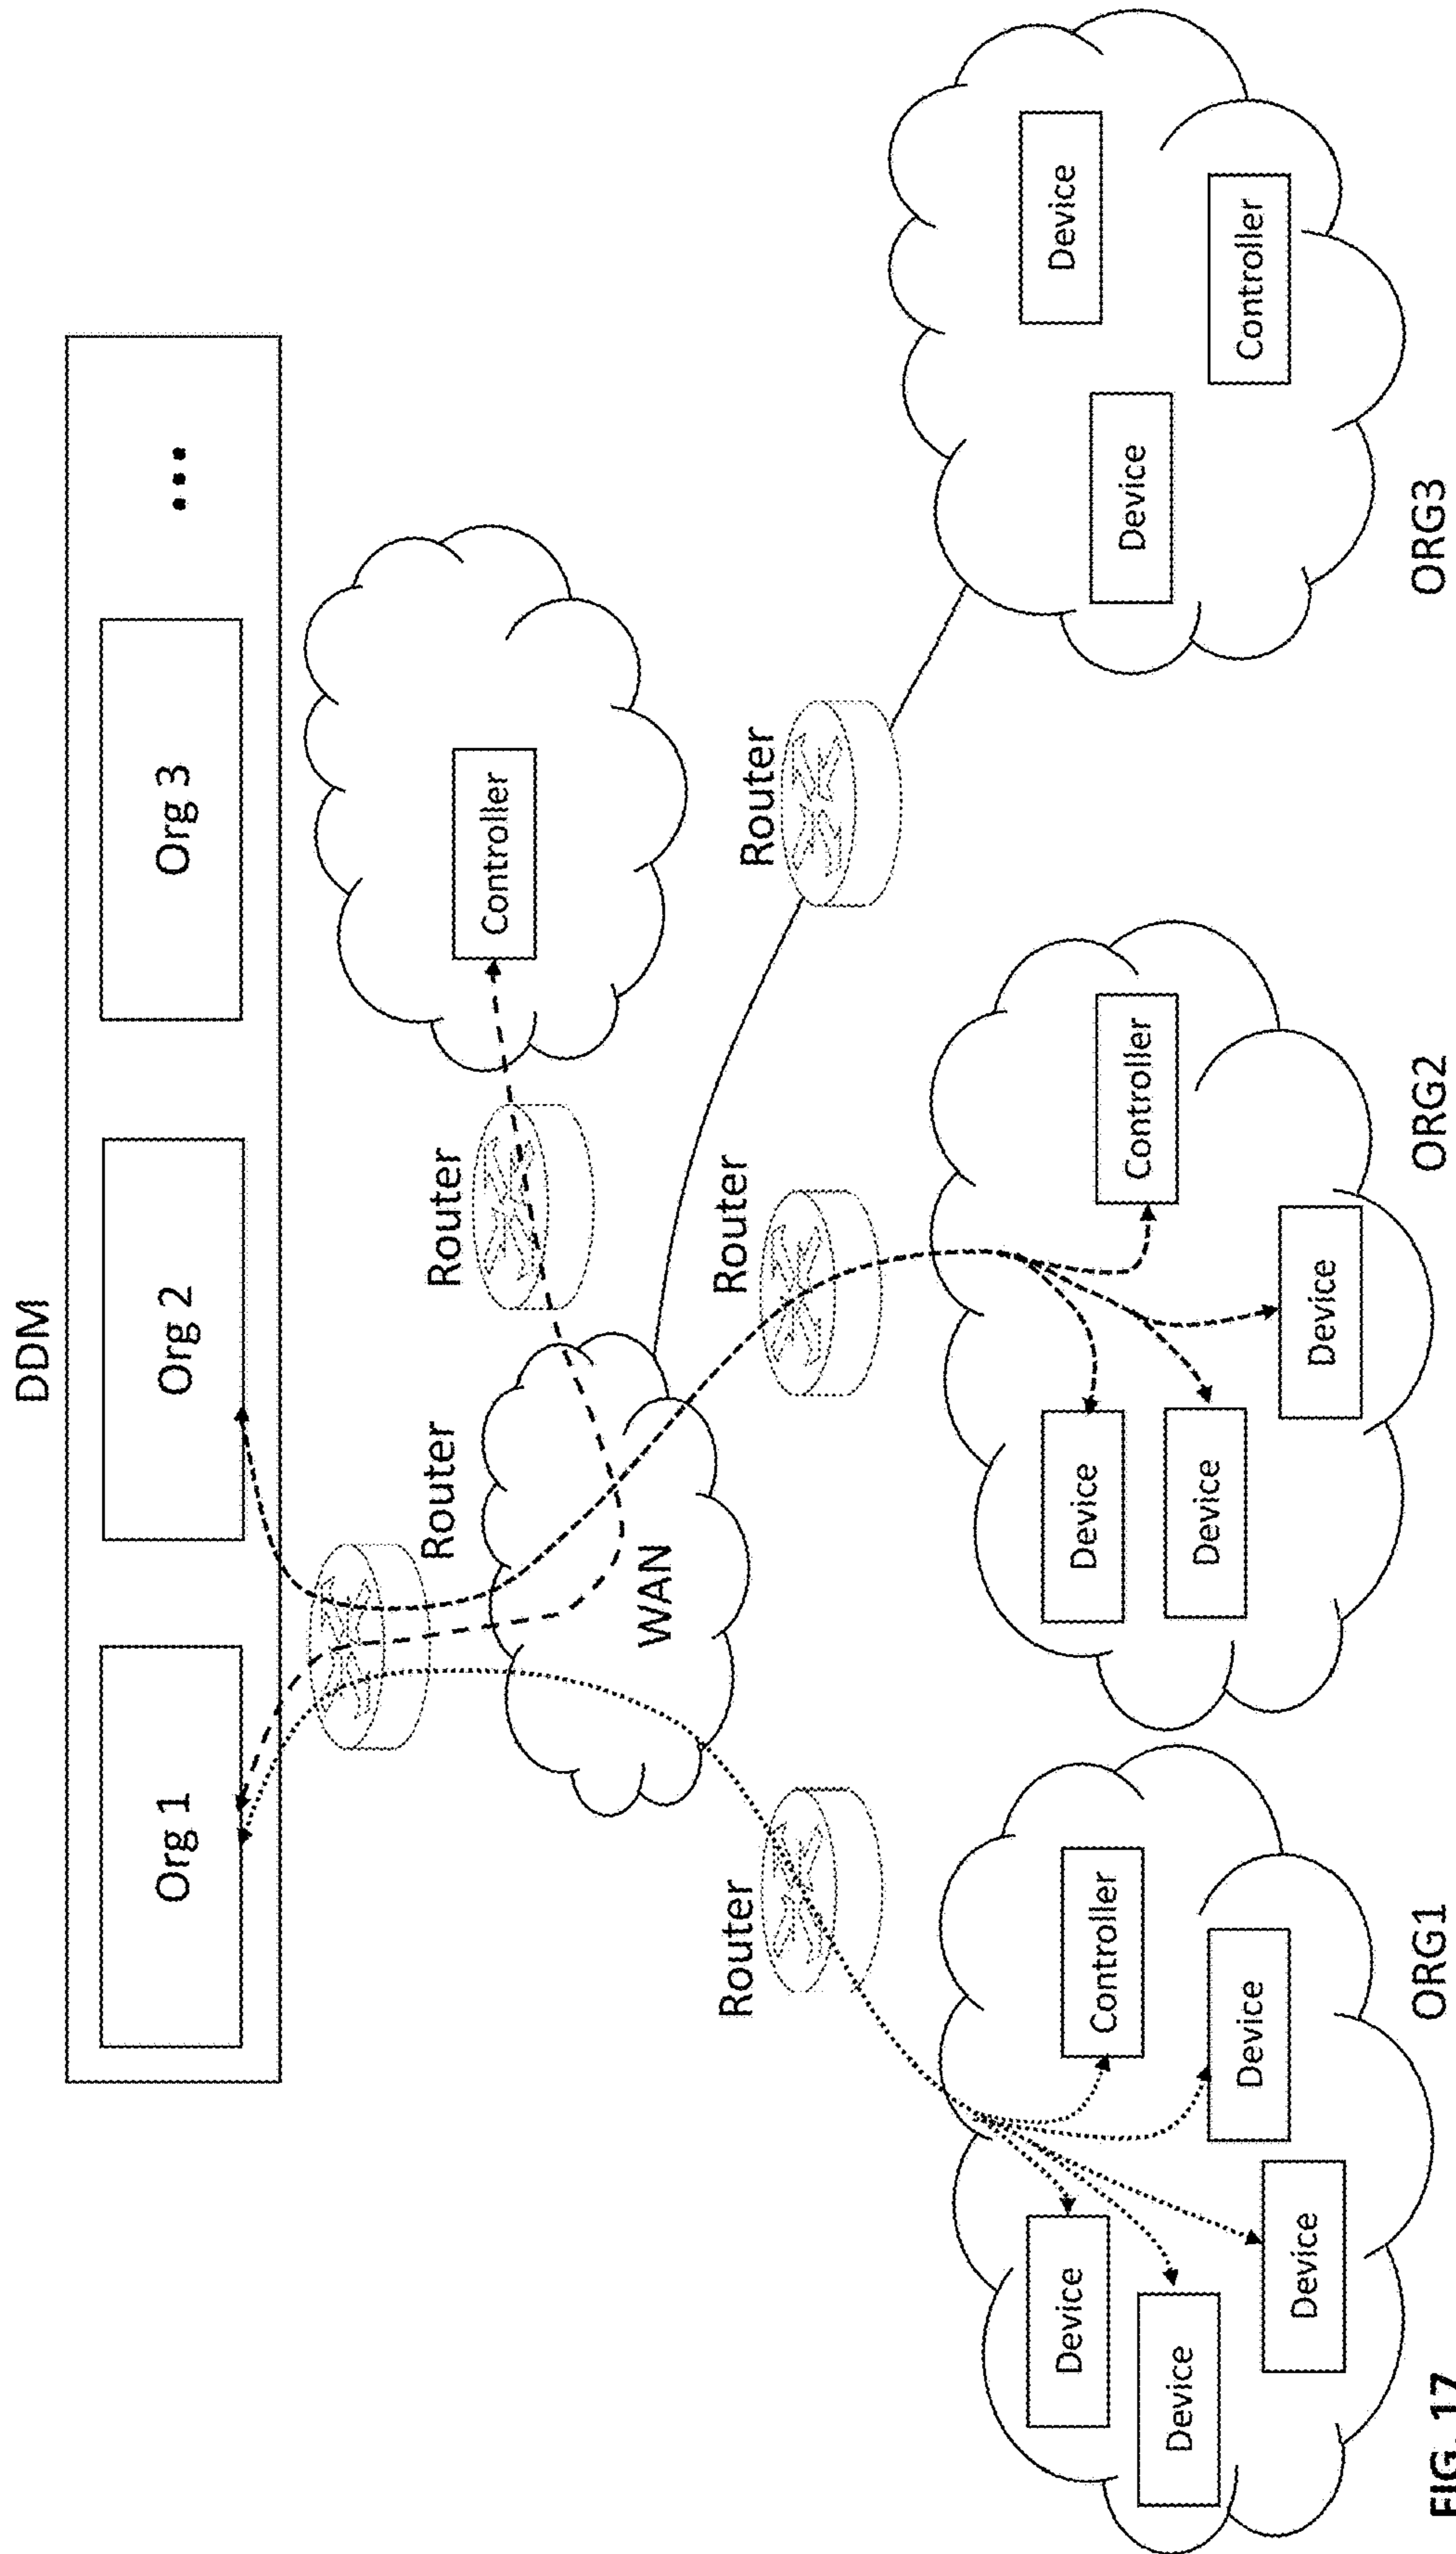 DDM
Org 1
Org 2
Org 3
...
Router
Router
Controller
WAN
Router
Router
Router
Controller
Device
Device
Device
Device
ORG1
Controller
Device
Device
Device
ORG2
Device
Device
Controller
ORG3
FIG. 17